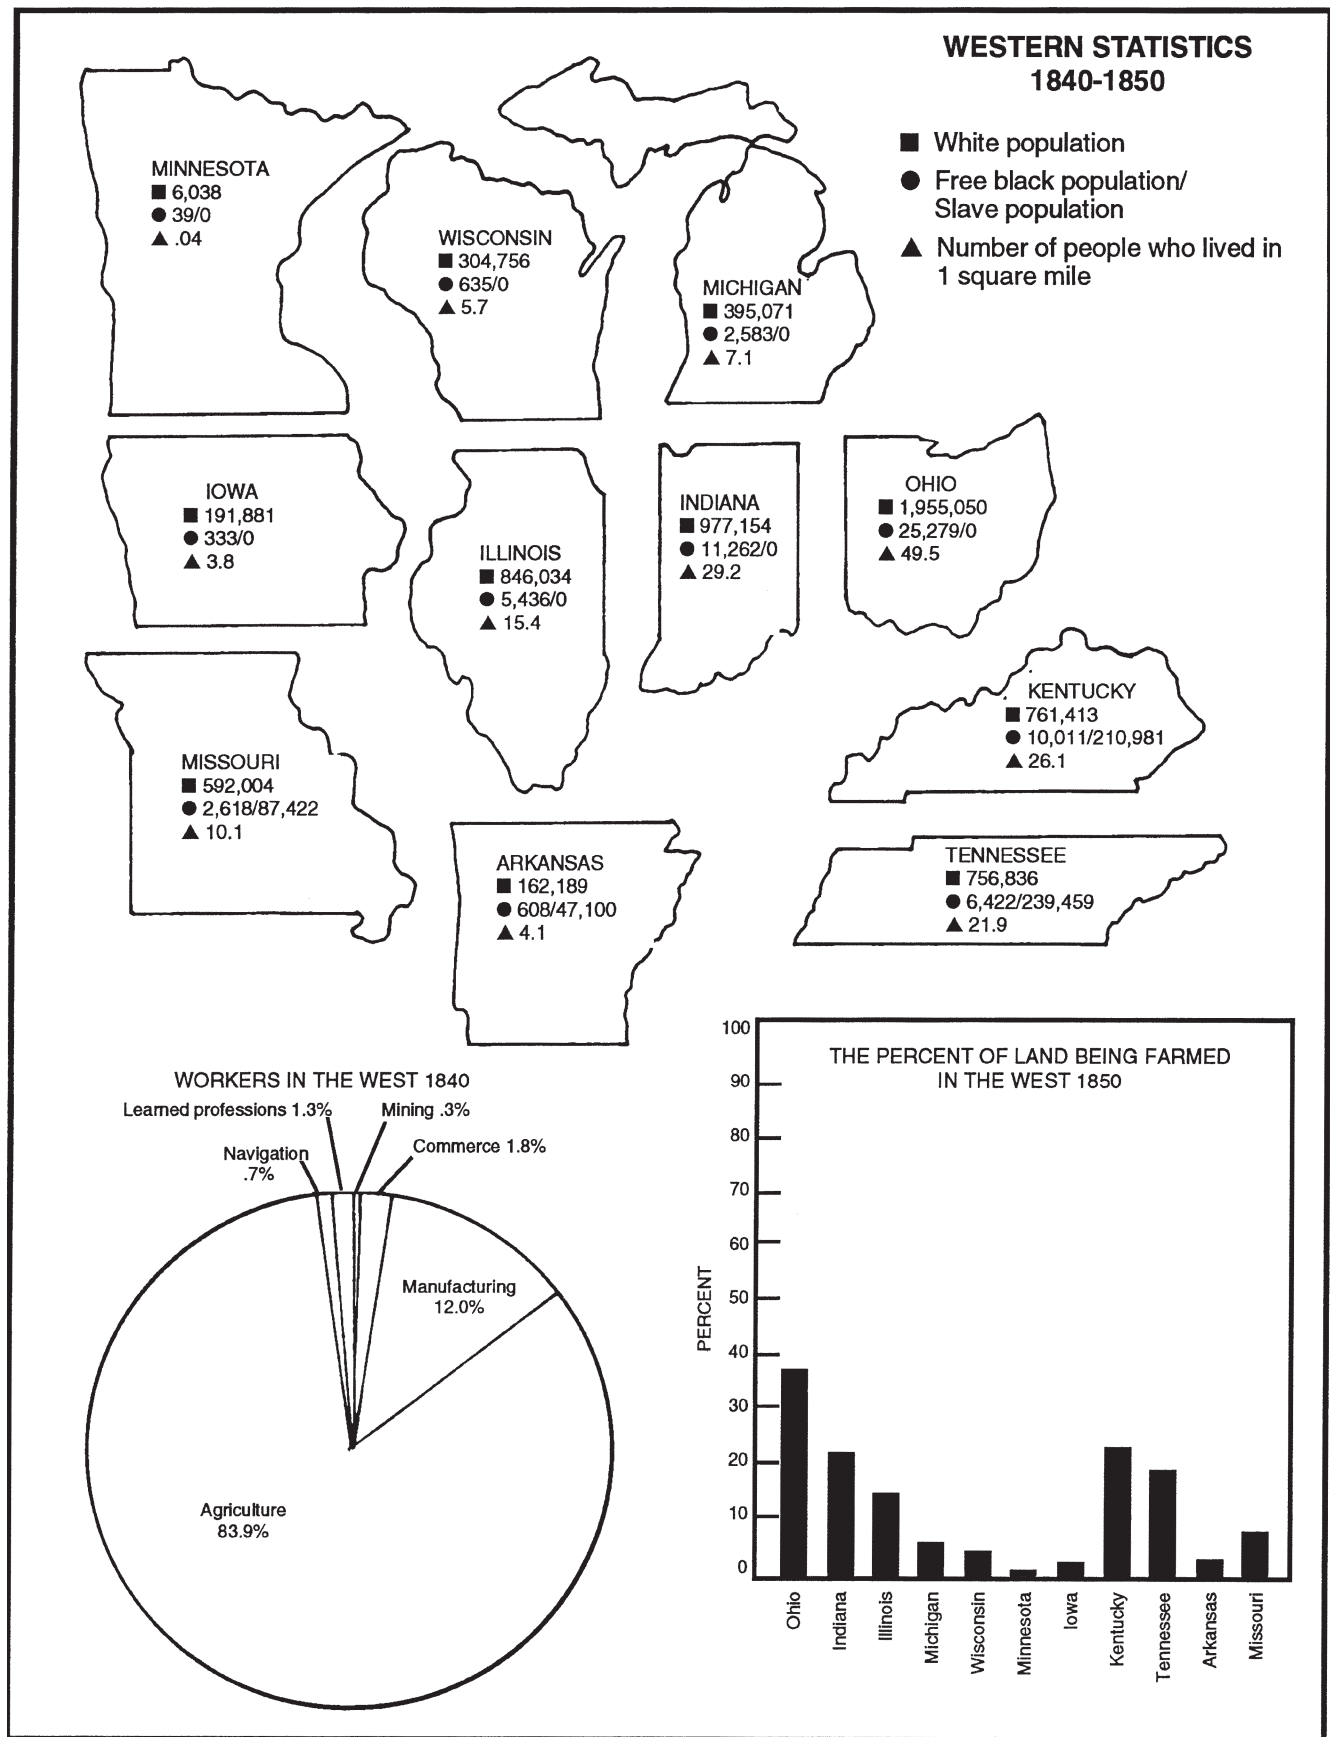 WESTERN STATISTICS
1840-1850
■ White population
● Free black population/
Slave population
▲ Number of people who lived in
1 square mile
MINNESOTA
■ 6,038
● 39/0
▲ .04
WISCONSIN
■ 304,756
● 635/0
▲ 5.7
MICHIGAN
■ 395,071
● 2,583/0
▲ 7.1
IOWA
■ 191,881
● 333/0
▲ 3.8
ILLINOIS
■ 846,034
● 5,436/0
▲ 15.4
INDIANA
■ 977,154
● 11,262/0
▲ 29.2
OHIO
■ 1,955,050
● 25,279/0
▲ 49.5
MISSOURI
■ 592,004
● 2,618/87,422
▲ 10.1
ARKANSAS
■ 162,189
● 608/47,100
▲ 4.1
KENTUCKY
■ 761,413
● 10,011/210,981
▲ 26.1
TENNESSEE
■ 756,836
● 6,422/239,459
▲ 21.9
WORKERS IN THE WEST 1840
Learned professions 1.3%
Mining .3%
Navigation
.7%
Commerce 1.8%
Manufacturing
12.0%
Agriculture
83.9%
THE PERCENT OF LAND BEING FARMED
IN THE WEST 1850
PERCENT
100
90
80
70
60
50
40
30
20
10
0
Ohio
Indiana
Illinois
Michigan
Wisconsin
Minnesota
Iowa
Kentucky
Tennessee
Arkansas
Missouri